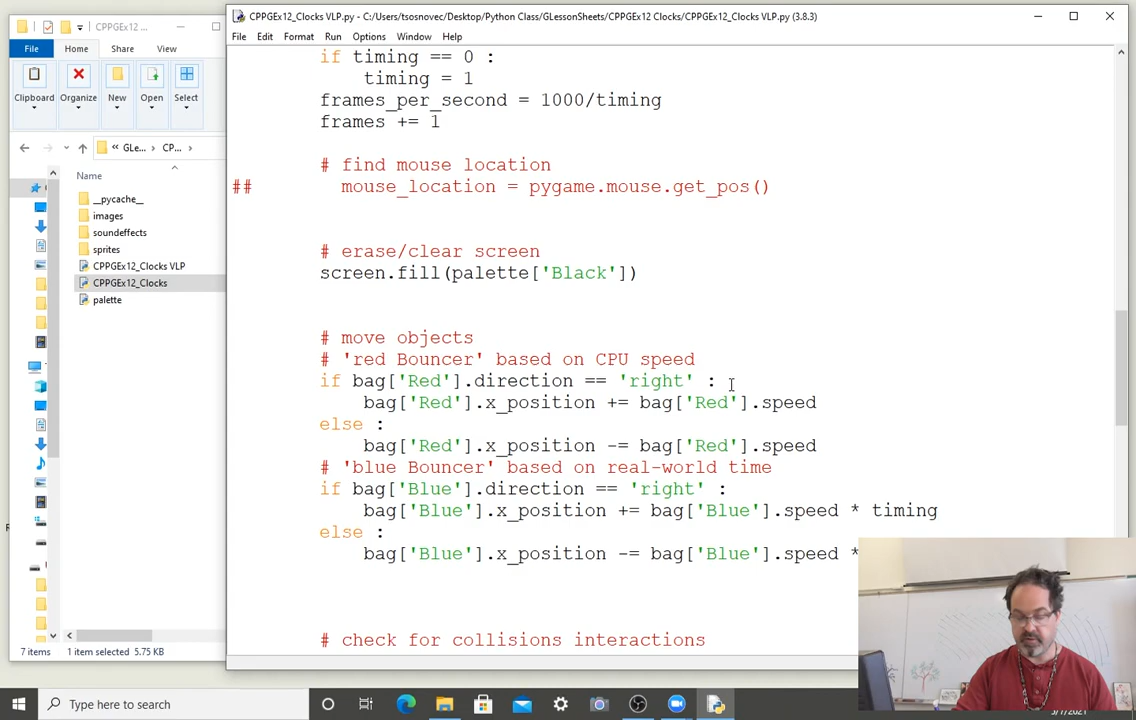 CPPGEx12 ...
File
Home
Share
View
Clipboard
Organize
New
Open
Select
« GLe... › CP... ›
Name
__pycache__
images
soundeffects
sprites
CPPGEx12_Clocks VLP
CPPGEx12_Clocks
palette
7 items
1 item selected 5.75 KB
CPPGEx12_Clocks VLP.py - C:/Users/tsosnovec/Desktop/Python Class/GLessonSheets/CPPGEx12 Clocks/CPPGEx12_Clocks VLP.py (3.8.3)
File Edit Format Run Options Window Help
if timing == 0 :
timing = 1
frames_per_second = 1000/timing
frames += 1
# find mouse location
## mouse_location = pygame.mouse.get_pos()
# erase/clear screen
screen.fill(palette['Black'])
# move objects
# 'red Bouncer' based on CPU speed
if bag['Red'].direction == 'right' :
bag['Red'].x_position += bag['Red'].speed
else :
bag['Red'].x_position -= bag['Red'].speed
# 'blue Bouncer' based on real-world time
if bag['Blue'].direction == 'right' :
bag['Blue'].x_position += bag['Blue'].speed * timing
else :
bag['Blue'].x_position -= bag['Blue'].speed *
# check for collisions interactions
Type here to search